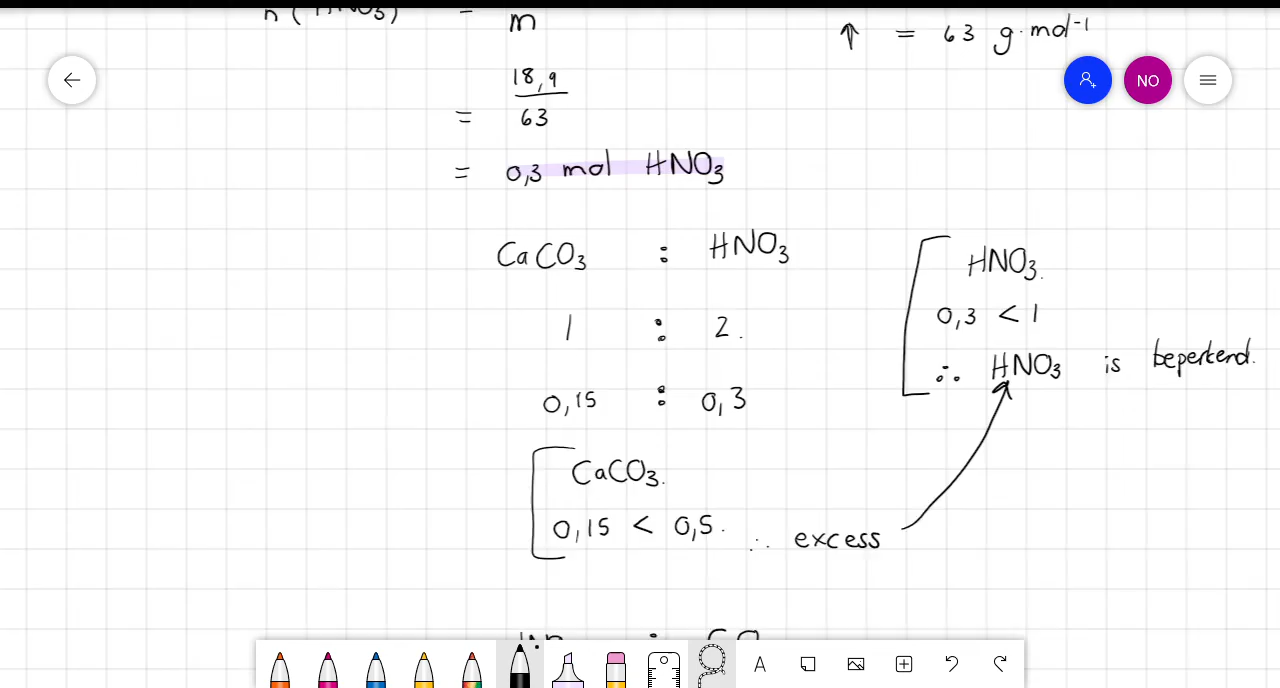 n(HNO₃) =
m
↑ = 63 g·mol⁻¹
NO
= 18,9 / 63
= 0,3 mol HNO₃
CaCO₃ : HNO₃
1 : 2.
0,15 : 0,3
HNO₃.
0,3 < 1
∴ HNO₃ is beperkend.
CaCO₃.
0,15 < 0,5. ∴ excess
A